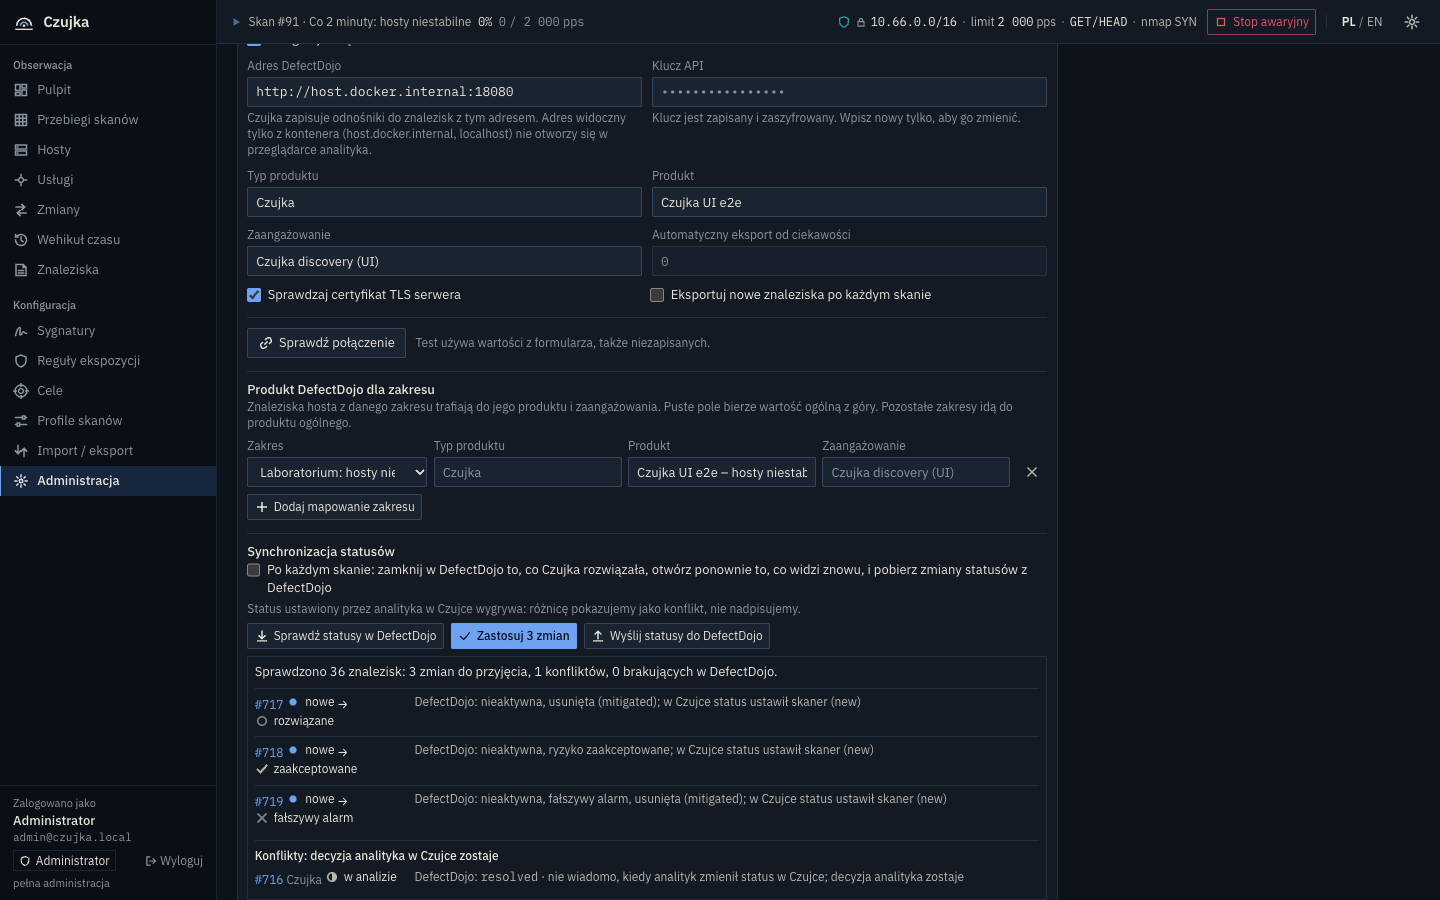 Czujka
Skan #91 · Co 2 minuty: hosty niestabilne 0% 0 / 2 000 pps
10.66.0.0/16 · limit 2 000 pps · GET/HEAD · nmap SYN
Stop awaryjny
PL / EN
Obserwacja
Pulpit
Przebiegi skanów
Hosty
Usługi
Zmiany
Wehikuł czasu
Znaleziska
Konfiguracja
Sygnatury
Reguły ekspozycji
Cele
Profile skanów
Import / eksport
Administracja
Zalogowano jako
Administrator
admin@czujka.local
Administrator
Wyloguj
pełna administracja
Adres DefectDojo
Klucz API
http://host.docker.internal:18080
••••••••••••••••
Czujka zapisuje odnośniki do znalezisk z tym adresem. Adres widoczny
tylko z kontenera (host.docker.internal, localhost) nie otworzy się w
przeglądarce analityka.
Klucz jest zapisany i zaszyfrowany. Wpisz nowy tylko, aby go zmienić.
Typ produktu
Produkt
Czujka
Czujka UI e2e
Zaangażowanie
Automatyczny eksport od ciekawości
Czujka discovery (UI)
0
Sprawdzaj certyfikat TLS serwera
Eksportuj nowe znaleziska po każdym skanie
Sprawdź połączenie
Test używa wartości z formularza, także niezapisanych.
Produkt DefectDojo dla zakresu
Znaleziska hosta z danego zakresu trafiają do jego produktu i zaangażowania. Puste pole bierze wartość ogólną z góry. Pozostałe zakresy idą do
produktu ogólnego.
Zakres
Typ produktu
Produkt
Zaangażowanie
Laboratorium: hosty nie
Czujka
Czujka UI e2e – hosty niestab
Czujka discovery (UI)
Dodaj mapowanie zakresu
Synchronizacja statusów
Po każdym skanie: zamknij w DefectDojo to, co Czujka rozwiązała, otwórz ponownie to, co widzi znowu, i pobierz zmiany statusów z
DefectDojo
Status ustawiony przez analityka w Czujce wygrywa: różnicę pokazujemy jako konflikt, nie nadpisujemy.
Sprawdź statusy w DefectDojo
Zastosuj 3 zmian
Wyślij statusy do DefectDojo
Sprawdzono 36 znalezisk: 3 zmian do przyjęcia, 1 konfliktów, 0 brakujących w DefectDojo.
#717 nowe →
rozwiązane
DefectDojo: nieaktywna, usunięta (mitigated); w Czujce status ustawił skaner (new)
#718 nowe →
zaakceptowane
DefectDojo: nieaktywna, ryzyko zaakceptowane; w Czujce status ustawił skaner (new)
#719 nowe →
fałszywy alarm
DefectDojo: nieaktywna, fałszywy alarm, usunięta (mitigated); w Czujce status ustawił skaner (new)
Konflikty: decyzja analityka w Czujce zostaje
#716 Czujka w analizie
DefectDojo: resolved · nie wiadomo, kiedy analityk zmienił status w Czujce; decyzja analityka zostaje